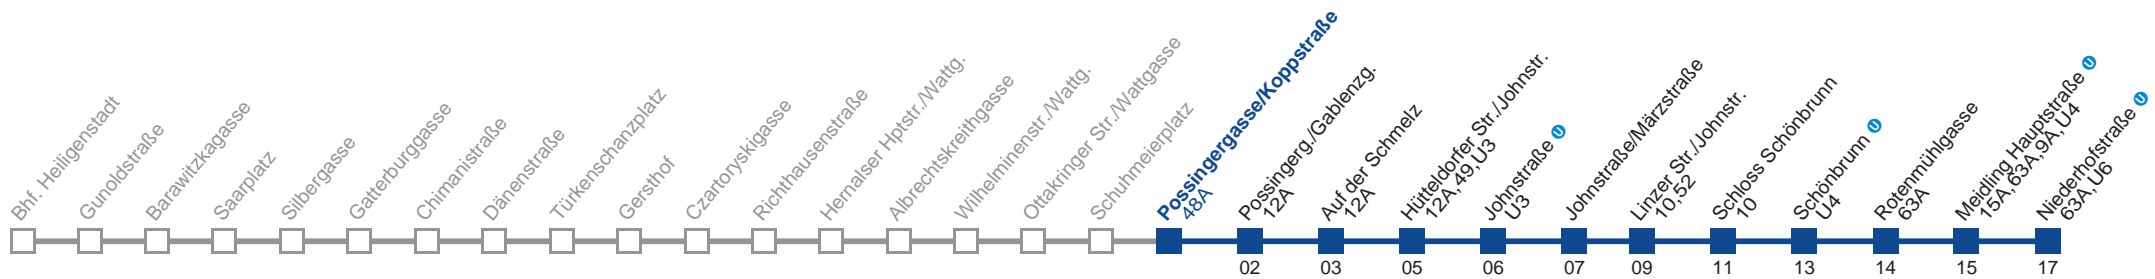 Bhf. Heiligenstadt
Gunoldstraße
Barawitzkagasse
Saarplatz
Silbergasse
Gatterburggasse
Chimanistraße
Dänenstraße
Türkenschanzplatz
Gersthof
Czartoryskigasse
Richthausenstraße
Hernalser Hptstr./Wattg.
Albrechtskreithgasse
Wilhelminenstr./Wattg.
Ottakringer Str./Wattgasse
Schuhmeierplatz
Possingergasse/Koppstraße
48A
Possingerg./Gablenzg.
12A
Auf der Schmelz
12A
Hütteldorfer Str./Johnstr.
12A,49,U3
Johnstraße U
U3
Johnstraße/Märzstraße
Linzer Str./Johnstr.
10,52
Schloss Schönbrunn
10
Schönbrunn U
U4
Rotenmühlgasse
63A
Meidling Hauptstraße U
15A,63A,9A,U4
Niederhofstraße U
63A,U6
02 03 05 06 07 09 11 13 14 15 17